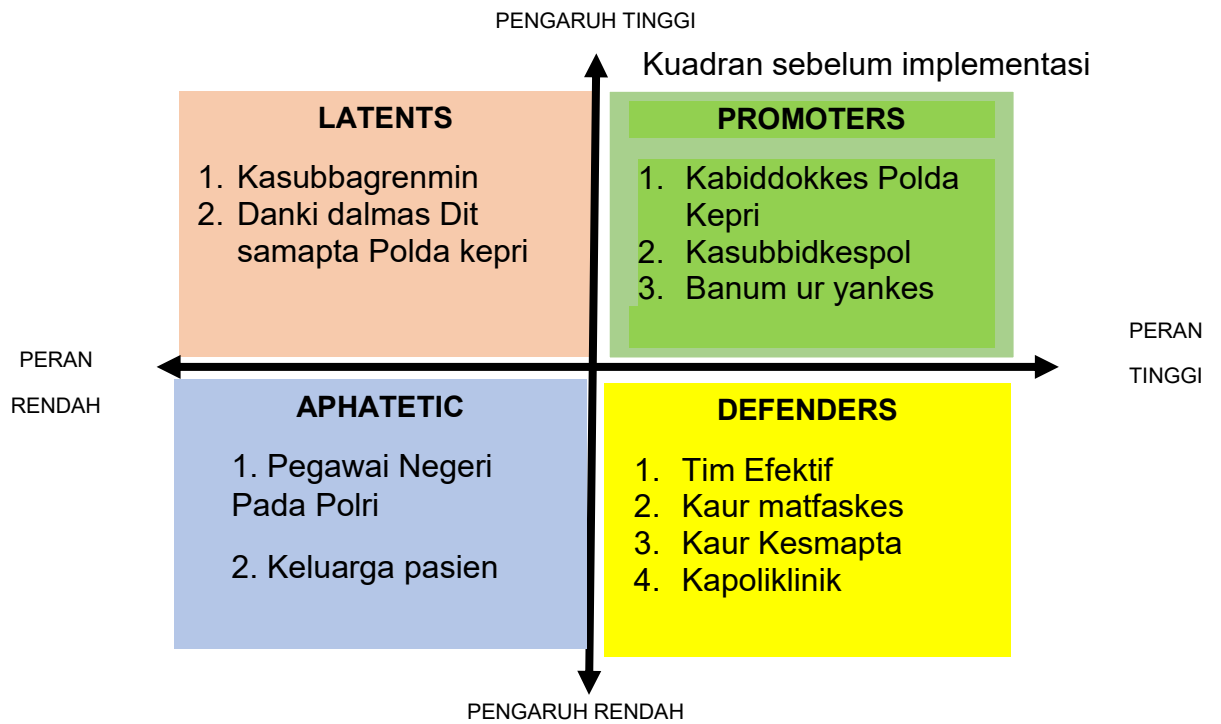 PENGARUH TINGGI
Kuadran sebelum implementasi
LATENTS
1. Kasubbagrenmin
2. Danki dalmas Dit
samapta Polda kepri
PROMOTERS
1. Kabiddokkes Polda
Kepri
2. Kasubbidkespol
3. Banum ur yankes
PERAN
RENDAH
PERAN
TINGGI
APHATETIC
1. Pegawai Negeri
Pada Polri
2. Keluarga pasien
DEFENDERS
1. Tim Efektif
2. Kaur matfaskes
3. Kaur Kesmapta
4. Kapoliklinik
PENGARUH RENDAH